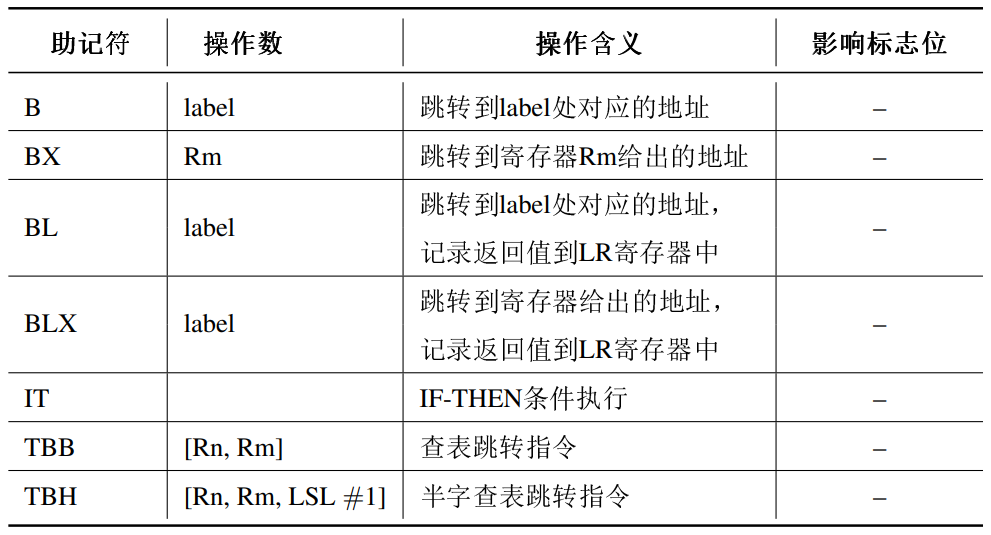 助记符 操作数 操作含义 影响标志位
B label 跳转到label处对应的地址 –
BX Rm 跳转到寄存器Rm给出的地址 –
BL label 跳转到label处对应的地址， –
记录返回值到LR寄存器中
BLX label 跳转到寄存器给出的地址， –
记录返回值到LR寄存器中
IT IF-THEN条件执行 –
TBB [Rn, Rm] 查表跳转指令 –
TBH [Rn, Rm, LSL #1] 半字查表跳转指令 –